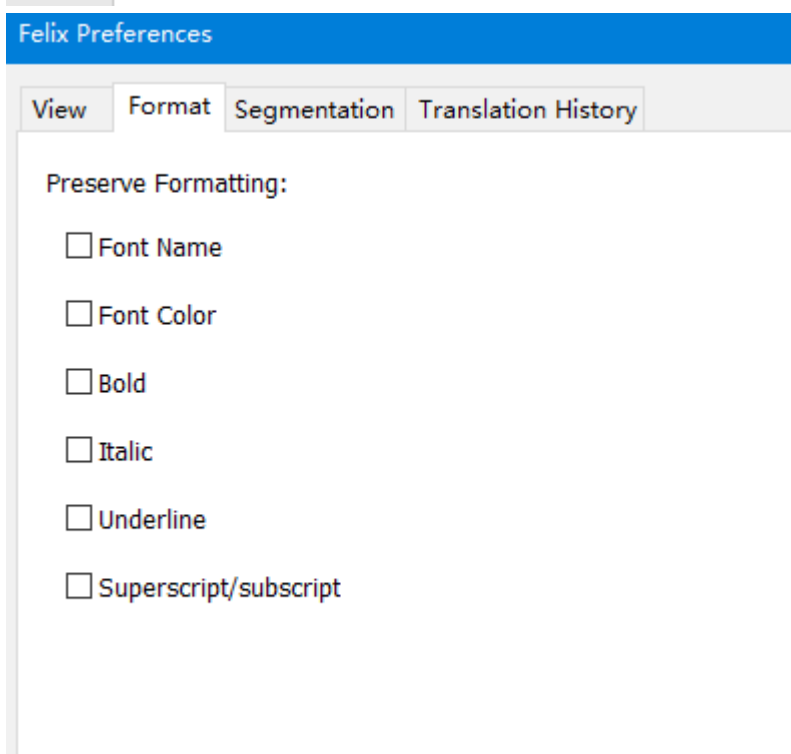 Felix Preferences
View Format Segmentation Translation History
Preserve Formatting:
Font Name
Font Color
Bold
Italic
Underline
Superscript/subscript